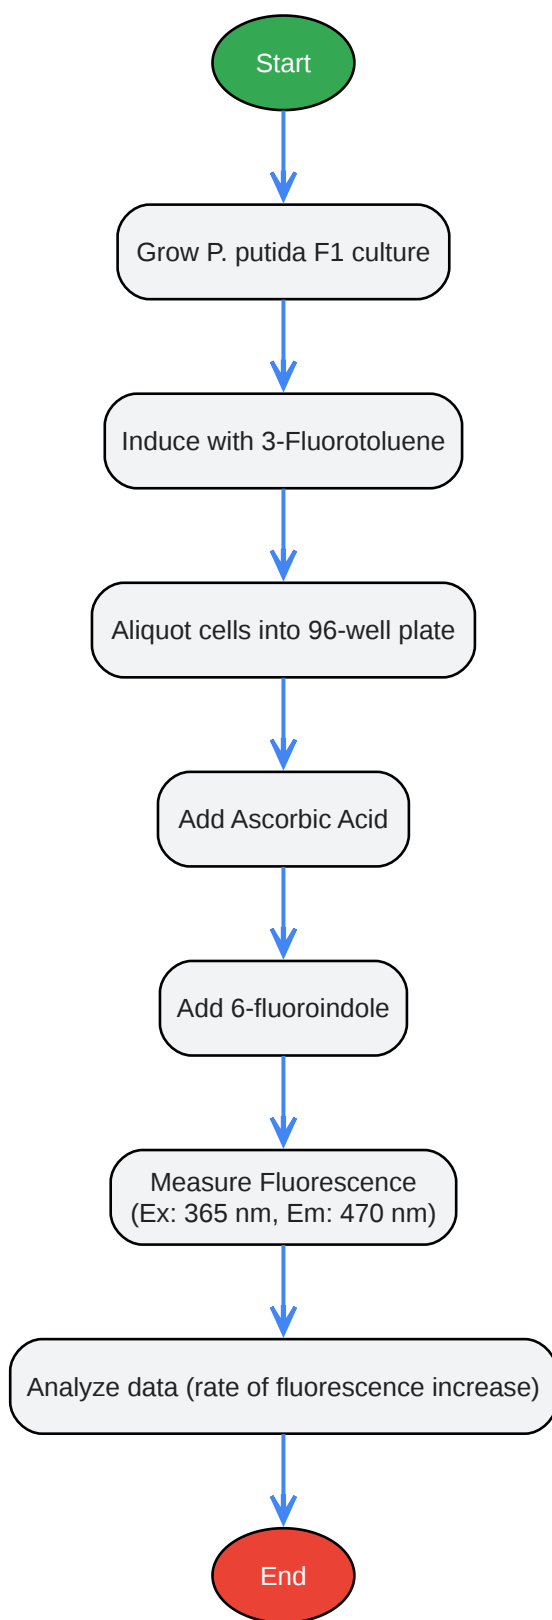 Start
Grow P. putida F1 culture
Induce with 3-Fluorotoluene
Aliquot cells into 96-well plate
Add Ascorbic Acid
Add 6-fluoroindole
Measure Fluorescence
(Ex: 365 nm, Em: 470 nm)
Analyze data (rate of fluorescence increase)
End